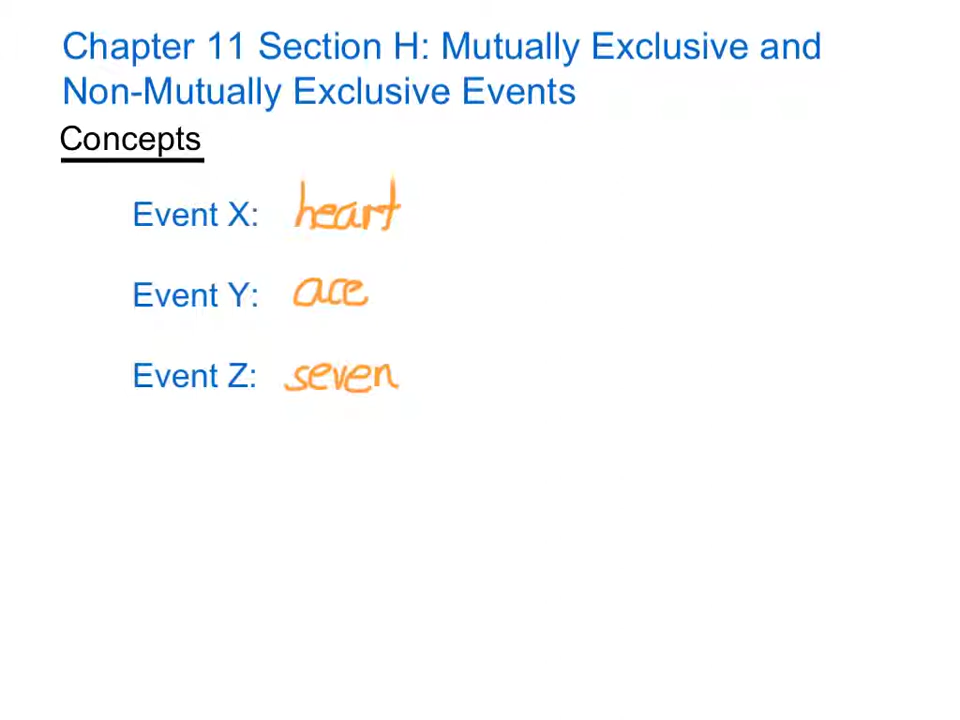 Chapter 11 Section H: Mutually Exclusive and
Non-Mutually Exclusive Events
Concepts
Event X: heart
Event Y: ace
Event Z: seven